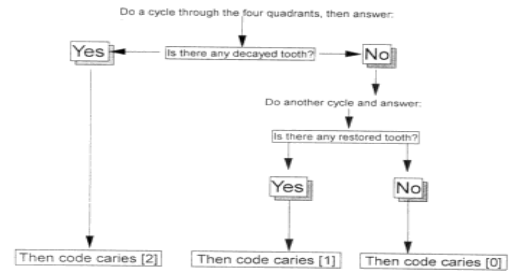 Do a cycle through the four quadrants, then answer:
Is there any decayed tooth?
Yes
No
Do another cycle and answer:
Is there any restored tooth?
Yes
No
Then code caries [2]
Then code caries [1]
Then code caries [0]